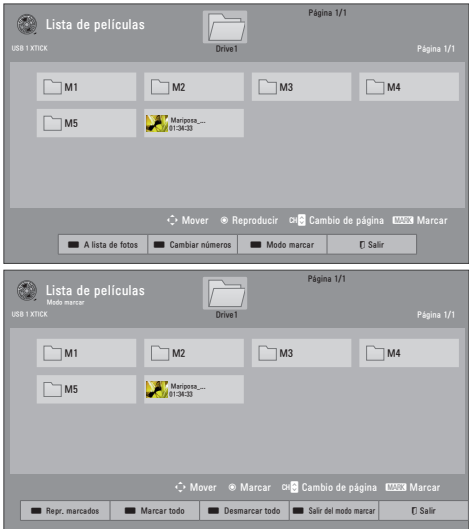 Página 1/1
Lista de películas
USB 1 XTICK
Drive1
Página 1/1
M1
M2
M3
M4
M5
Mariposa_...
01:34:33
Mover
Reproducir
CH Cambio de página
MARK Marcar
A lista de fotos
Cambiar números
Modo marcar
Salir
Página 1/1
Lista de películas
Modo marcar
USB 1 XTICK
Drive1
Página 1/1
M1
M2
M3
M4
M5
Mariposa_...
01:34:33
Mover
Marcar
CH Cambio de página
MARK Marcar
Repr. marcados
Marcar todo
Desmarcar todo
Salir del modo marcar
Salir